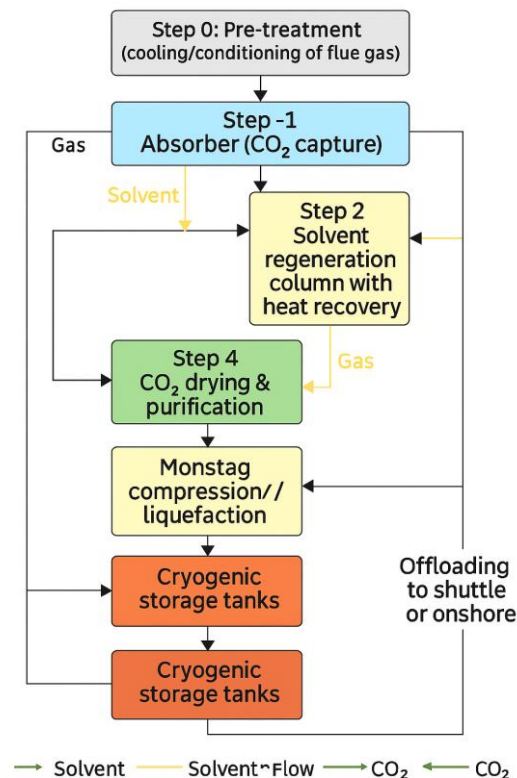 Step 0: Pre-treatment
(cooling/conditioning of flue gas)
Step -1
Absorber (CO₂ capture)
Gas
Solvent
Step 2
Solvent
regeneration
column with
heat recovery
Gas
Step 4
CO₂ drying &
purification
Monstag
compression//
liquefaction
Cryogenic
storage tanks
Offloading
to shuttle
or onshore
Cryogenic
storage tanks
Solvent
Solvent~Flow
CO₂
CO₂